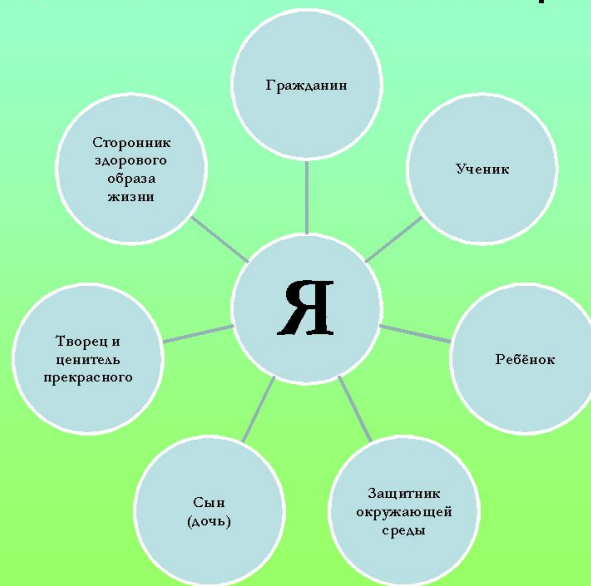 Гражданин
Ученик
Ребёнок
Защитник
окружающей
среды
Сын
(дочь)
Творец и
ценитель
прекрасного
Сторонник
здорового
образа
жизни
Я